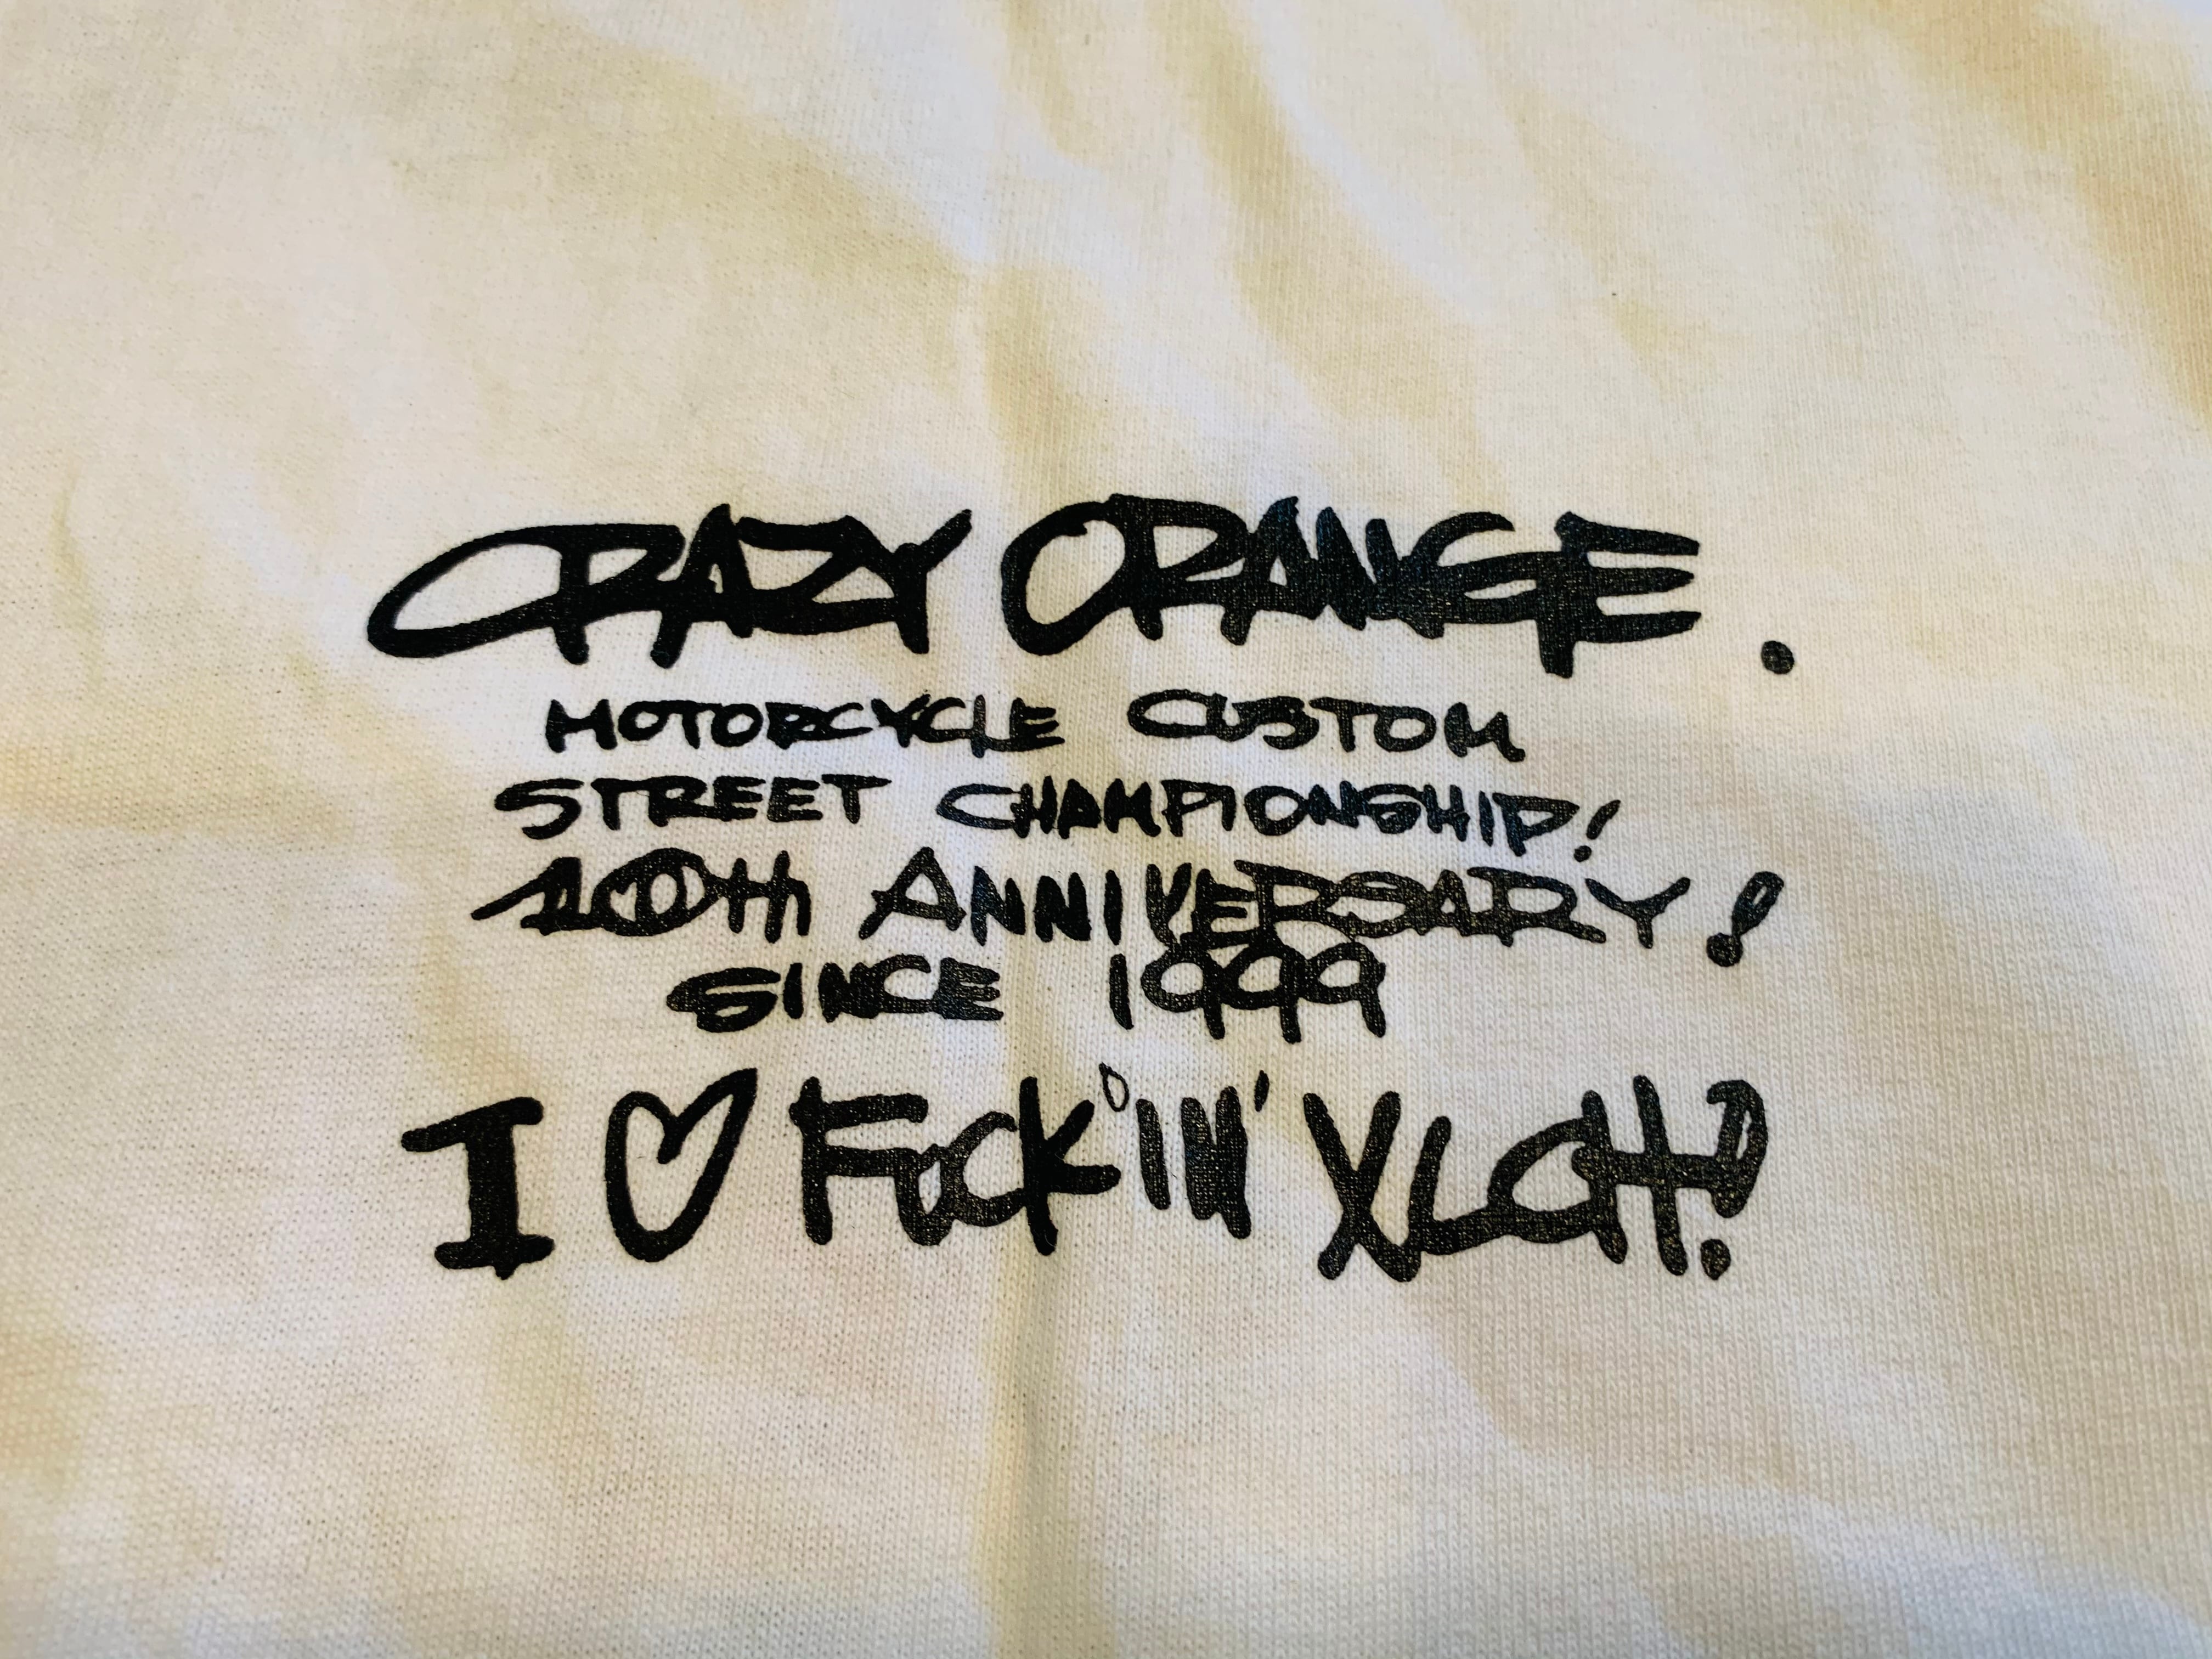 CRAZY ORANGE.
MOTORCYCLE CUSTOM
STREET CHAMPIONSHIP!
10th ANNIVERSARY!
SINCE 1999
I ♡ FuCK'IN' XLCH!